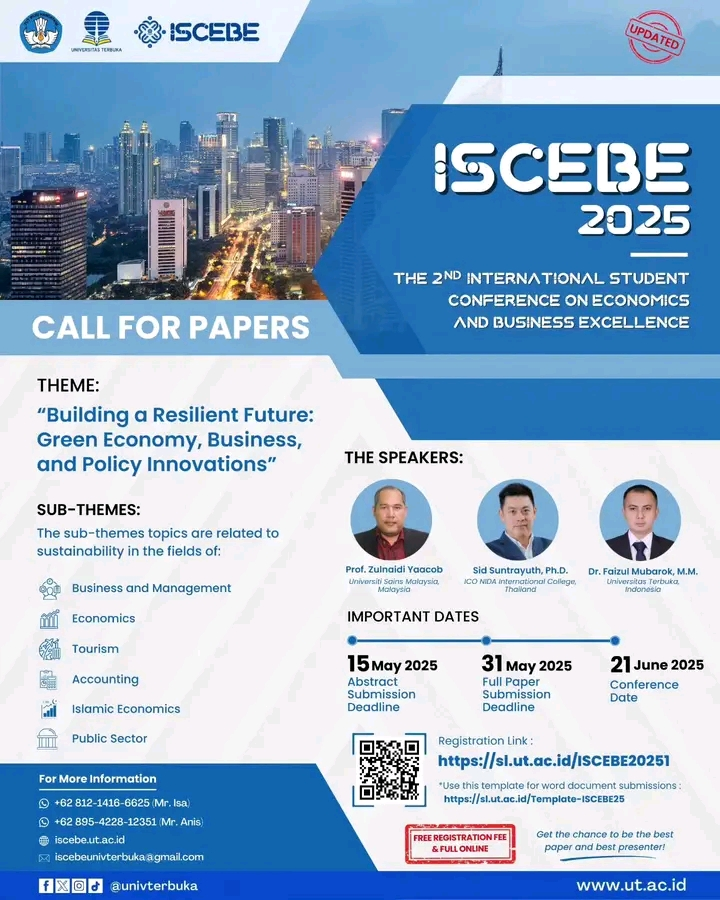 UNIVERSITAS TERBUKA
ISCEBE
UPDATED
ISCEBE
2025
THE 2ND INTERNATIONAL STUDENT
CONFERENCE ON ECONOMICS
AND BUSINESS EXCELLENCE
CALL FOR PAPERS
THEME:
“Building a Resilient Future:
Green Economy, Business,
and Policy Innovations”
SUB-THEMES:
The sub-themes topics are related to
sustainability in the fields of:
Business and Management
Economics
Tourism
Accounting
Islamic Economics
Public Sector
THE SPEAKERS:
Prof. Zulnaidi Yaacob
Universiti Sains Malaysia,
Malaysia
Sid Suntrayuth, Ph.D.
ICO NIDA International College,
Thailand
Dr. Faizul Mubarok, M.M.
Universitas Terbuka,
Indonesia
IMPORTANT DATES
15 May 2025
Abstract
Submission
Deadline
31 May 2025
Full Paper
Submission
Deadline
21 June 2025
Conference
Date
Registration Link :
https://sl.ut.ac.id/ISCEBE20251
*Use this template for word document submissions :
https://sl.ut.ac.id/Template-ISCEBE25
FREE REGISTRATION FEE
& FULL ONLINE
Get the chance to be the best
paper and best presenter!
For More Information
+62 812-1416-6625 (Mr. Isa)
+62 895-4228-12351 (Mr. Anis)
iscebe.ut.ac.id
iscebeunivterbuka@gmail.com
@univterbuka
www.ut.ac.id